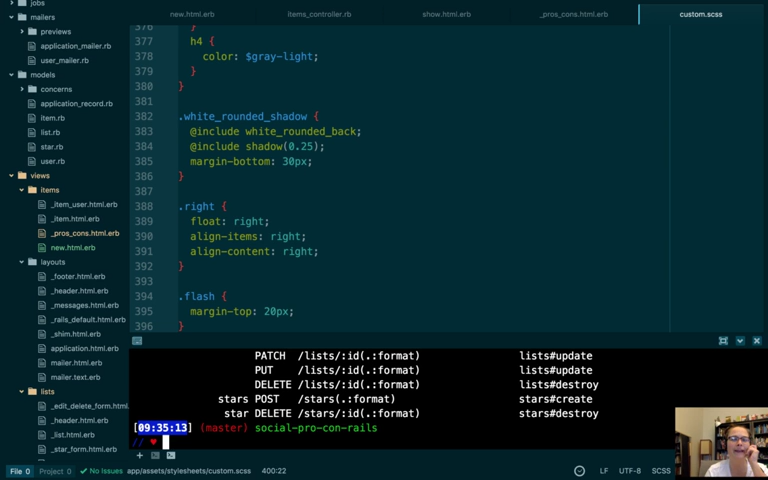 jobs
mailers
previews
application_mailer.rb
user_mailer.rb
models
concerns
application_record.rb
item.rb
list.rb
star.rb
user.rb
views
items
_item_user.html.erb
_item.html.erb
_pros_cons.html.erb
new.html.erb
layouts
_footer.html.erb
_header.html.erb
_messages.html.erb
_rails_default.html.erb
_shim.html.erb
application.html.erb
mailer.html.erb
mailer.text.erb
lists
_edit_delete_form.html.
_header.html.erb
_list.html.erb
_star_form.html.erb
new.html.erb items_controller.rb show.html.erb _pros_cons.html.erb custom.scss
376 }
377 h4 {
378 color: $gray-light;
379 }
380 }
381
382 .white_rounded_shadow {
383 @include white_rounded_back;
384 @include shadow(0.25);
385 margin-bottom: 30px;
386 }
387
388 .right {
389 float: right;
390 align-items: right;
391 align-content: right;
392 }
393
394 .flash {
395 margin-top: 20px;
396 }
PATCH /lists/:id(.:format) lists#update
PUT /lists/:id(.:format) lists#update
DELETE /lists/:id(.:format) lists#destroy
stars POST /stars(.:format) stars#create
star DELETE /stars/:id(.:format) stars#destroy
[09:35:13] (master) social-pro-con-rails
// ♥
File 0 Project 0 ✓ No Issues app/assets/stylesheets/custom.scss 400:22 LF UTF-8 SCSS